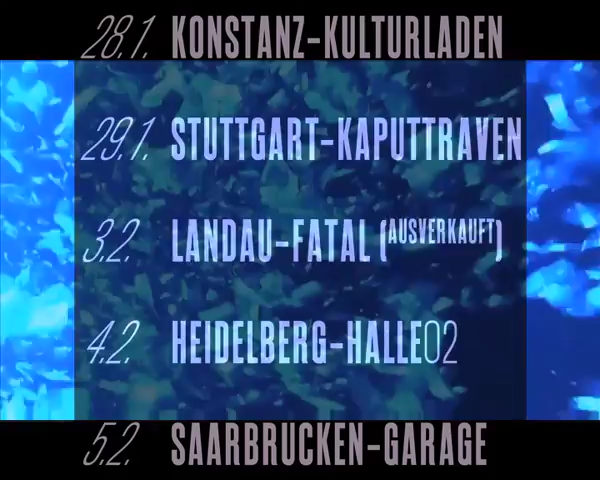 28.1. KONSTANZ-KULTURLADEN
29.1. STUTTGART-KAPUTTRAVEN
3.2. LANDAU-FATAL (AUSVERKAUFT)
4.2. HEIDELBERG-HALLE02
5.2. SAARBRUCKEN-GARAGE